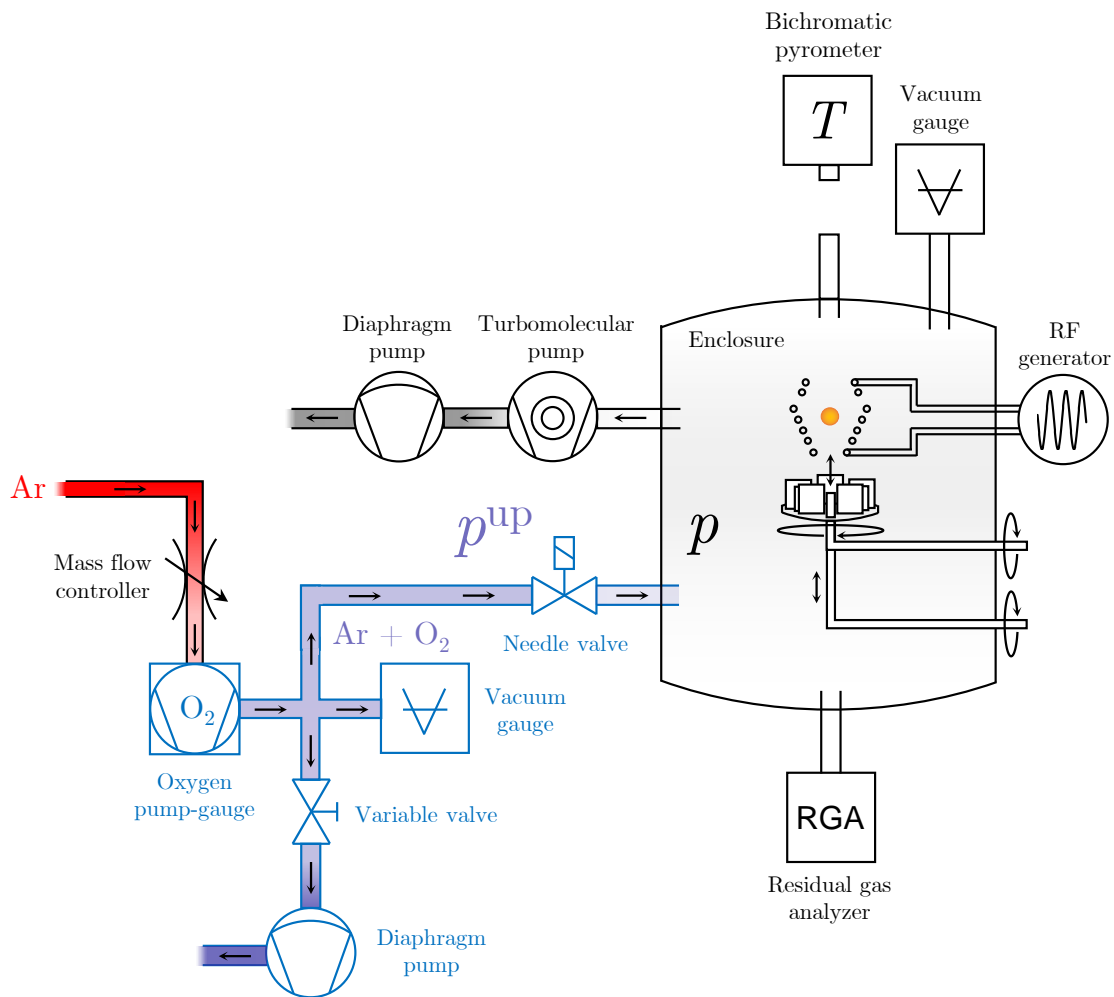 Bichromatic
pyrometer
T
Vacuum
gauge
Diaphragm
pump
Turbomolecular
pump
Enclosure
RF
generator
Ar
Mass flow
controller
p^up
p
Ar + O₂
Needle valve
O₂
Vacuum
gauge
Oxygen
pump-gauge
Variable valve
RGA
Residual gas
analyzer
Diaphragm
pump